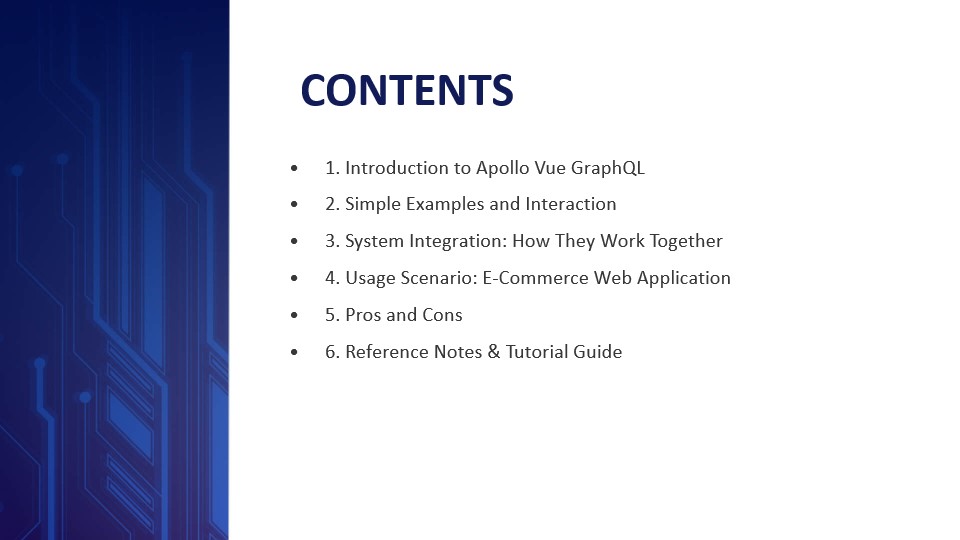 CONTENTS
• 1. Introduction to Apollo Vue GraphQL
• 2. Simple Examples and Interaction
• 3. System Integration: How They Work Together
• 4. Usage Scenario: E-Commerce Web Application
• 5. Pros and Cons
• 6. Reference Notes & Tutorial Guide